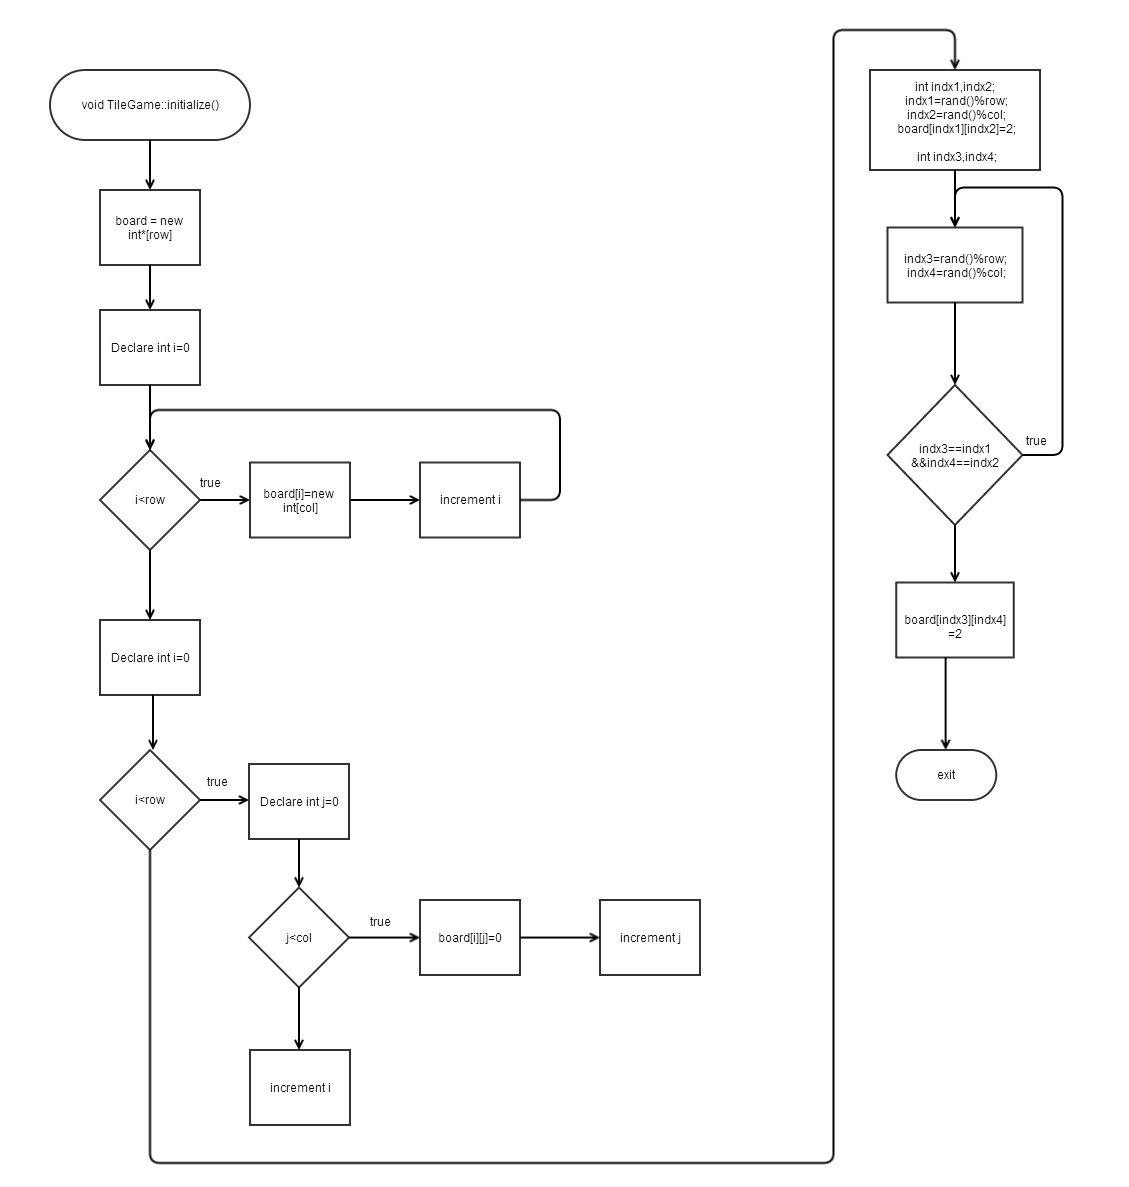 void TileGame::initialize()
board = new
int*[row]
Declare int i=0
i<row
true
board[i]=new
int[col]
increment i
Declare int i=0
i<row
true
Declare int j=0
j<col
true
board[i][j]=0
increment j
increment i
int indx1,indx2;
indx1=rand()%row;
indx2=rand()%col;
board[indx1][indx2]=2;
int indx3,indx4;
indx3=rand()%row;
indx4=rand()%col;
indx3==indx1
&&indx4==indx2
true
board[indx3][indx4]
=2
exit